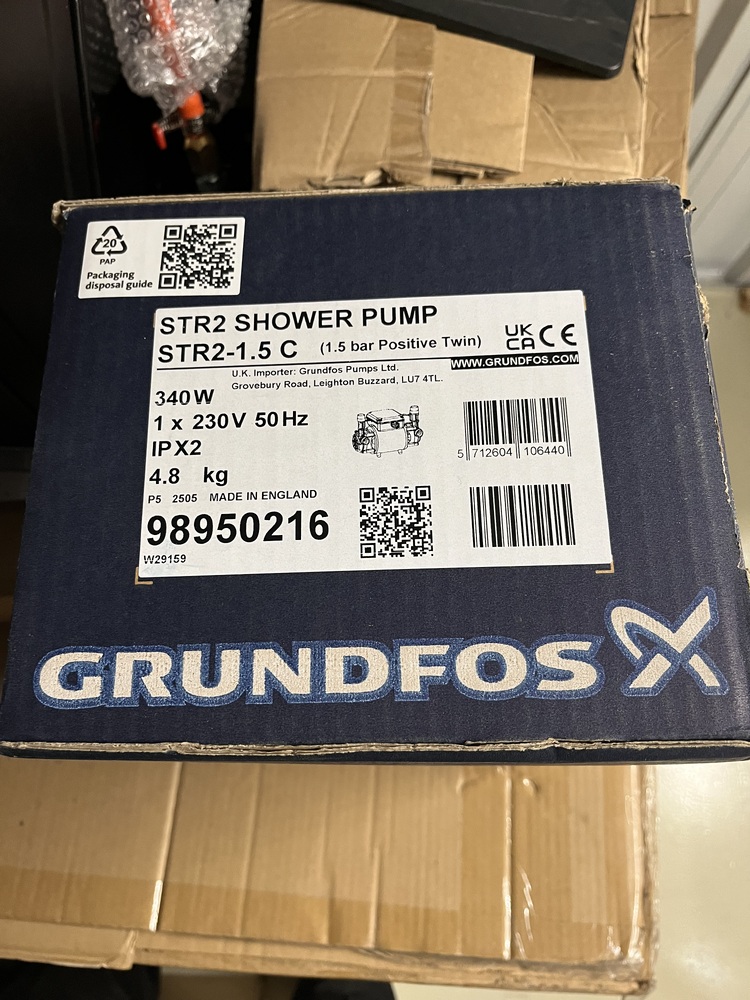 20
PAP
Packaging
disposal guide
STR2 SHOWER PUMP
STR2-1.5 C (1.5 bar Positive Twin)
UK
CA CE
WWW.GRUNDFOS.COM
U.K. Importer: Grundfos Pumps Ltd.
Grovebury Road, Leighton Buzzard, LU7 4TL.
340W
1 x 230V 50Hz
IPX2
4.8 kg
P5 2505 MADE IN ENGLAND
98950216
W29159
5 712604 106440
GRUNDFOS X